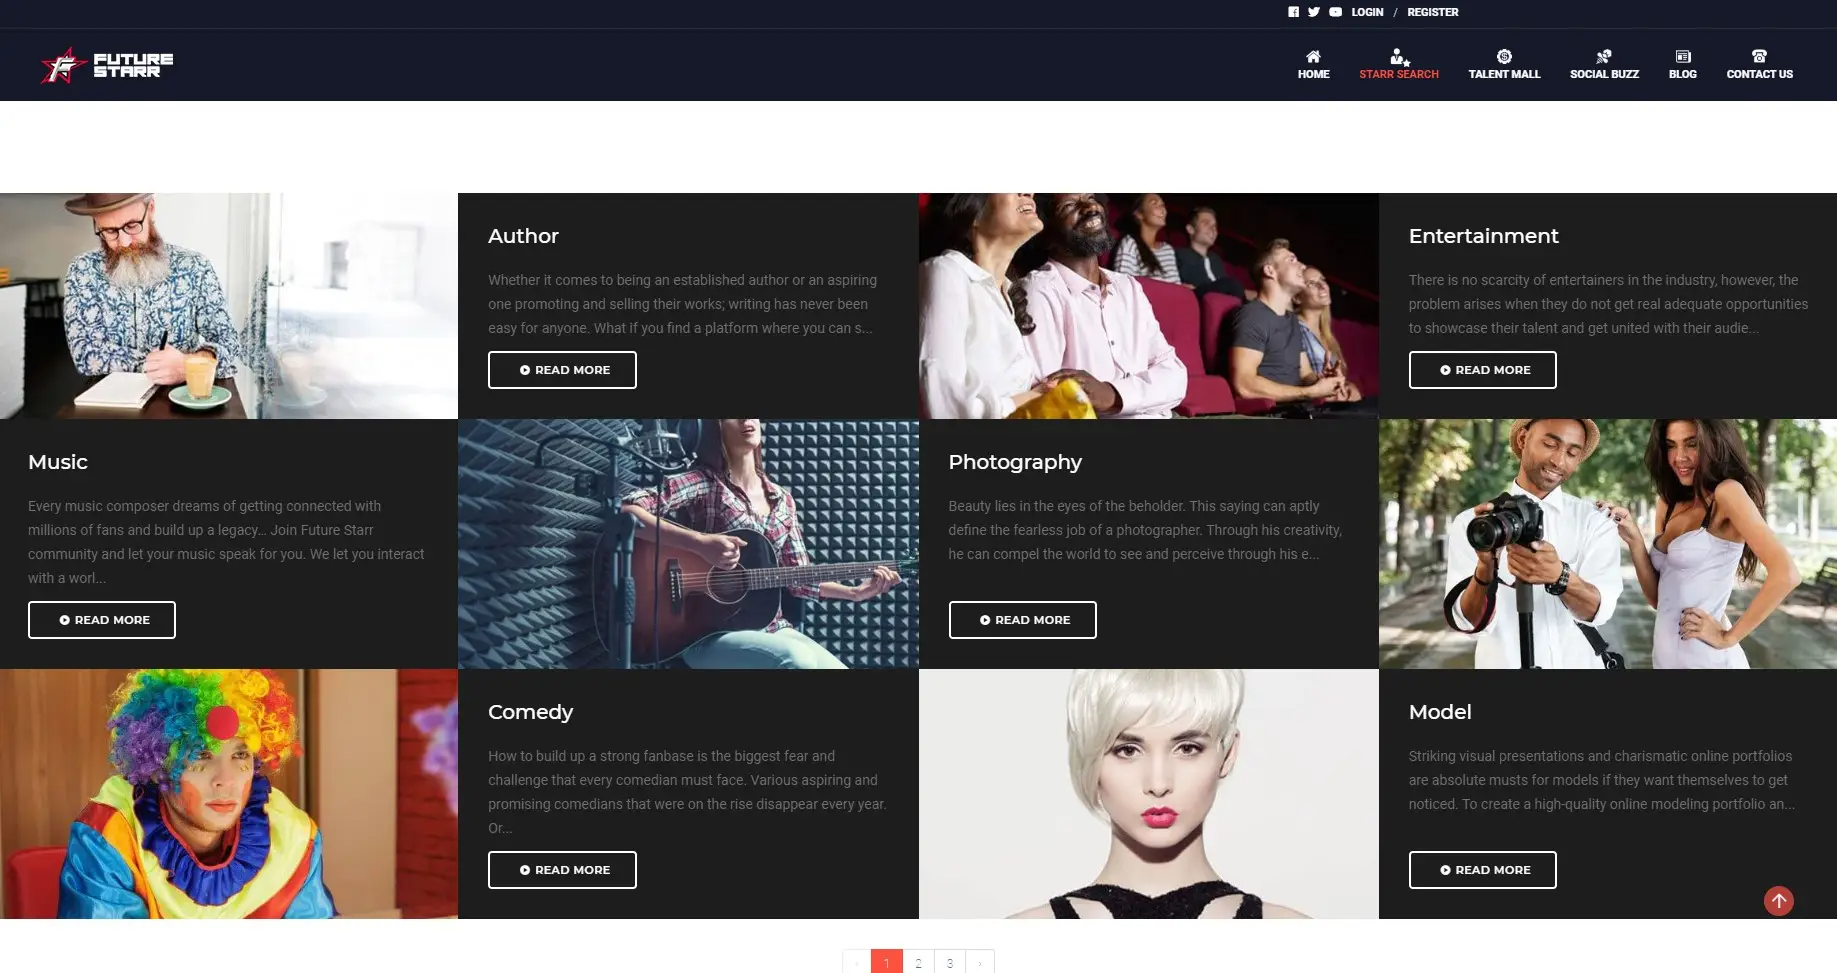 LOGIN / REGISTER
FUTURE
STARR
HOME
STARR SEARCH
TALENT MALL
SOCIAL BUZZ
BLOG
CONTACT US
Author
Whether it comes to being an established author or an aspiring
one promoting and selling their works; writing has never been
easy for anyone. What if you find a platform where you can s...
READ MORE
Entertainment
There is no scarcity of entertainers in the industry, however, the
problem arises when they do not get real adequate opportunities
to showcase their talent and get united with their audie...
READ MORE
Music
Every music composer dreams of getting connected with
millions of fans and build up a legacy... Join Future Starr
community and let your music speak for you. We let you interact
with a worl...
READ MORE
Photography
Beauty lies in the eyes of the beholder. This saying can aptly
define the fearless job of a photographer. Through his creativity,
he can compel the world to see and perceive through his e...
READ MORE
Comedy
How to build up a strong fanbase is the biggest fear and
challenge that every comedian must face. Various aspiring and
promising comedians that were on the rise disappear every year.
Or...
READ MORE
Model
Striking visual presentations and charismatic online portfolios
are absolute musts for models if they want themselves to get
noticed. To create a high-quality online modeling portfolio an...
READ MORE
‹ 1 2 3 ›